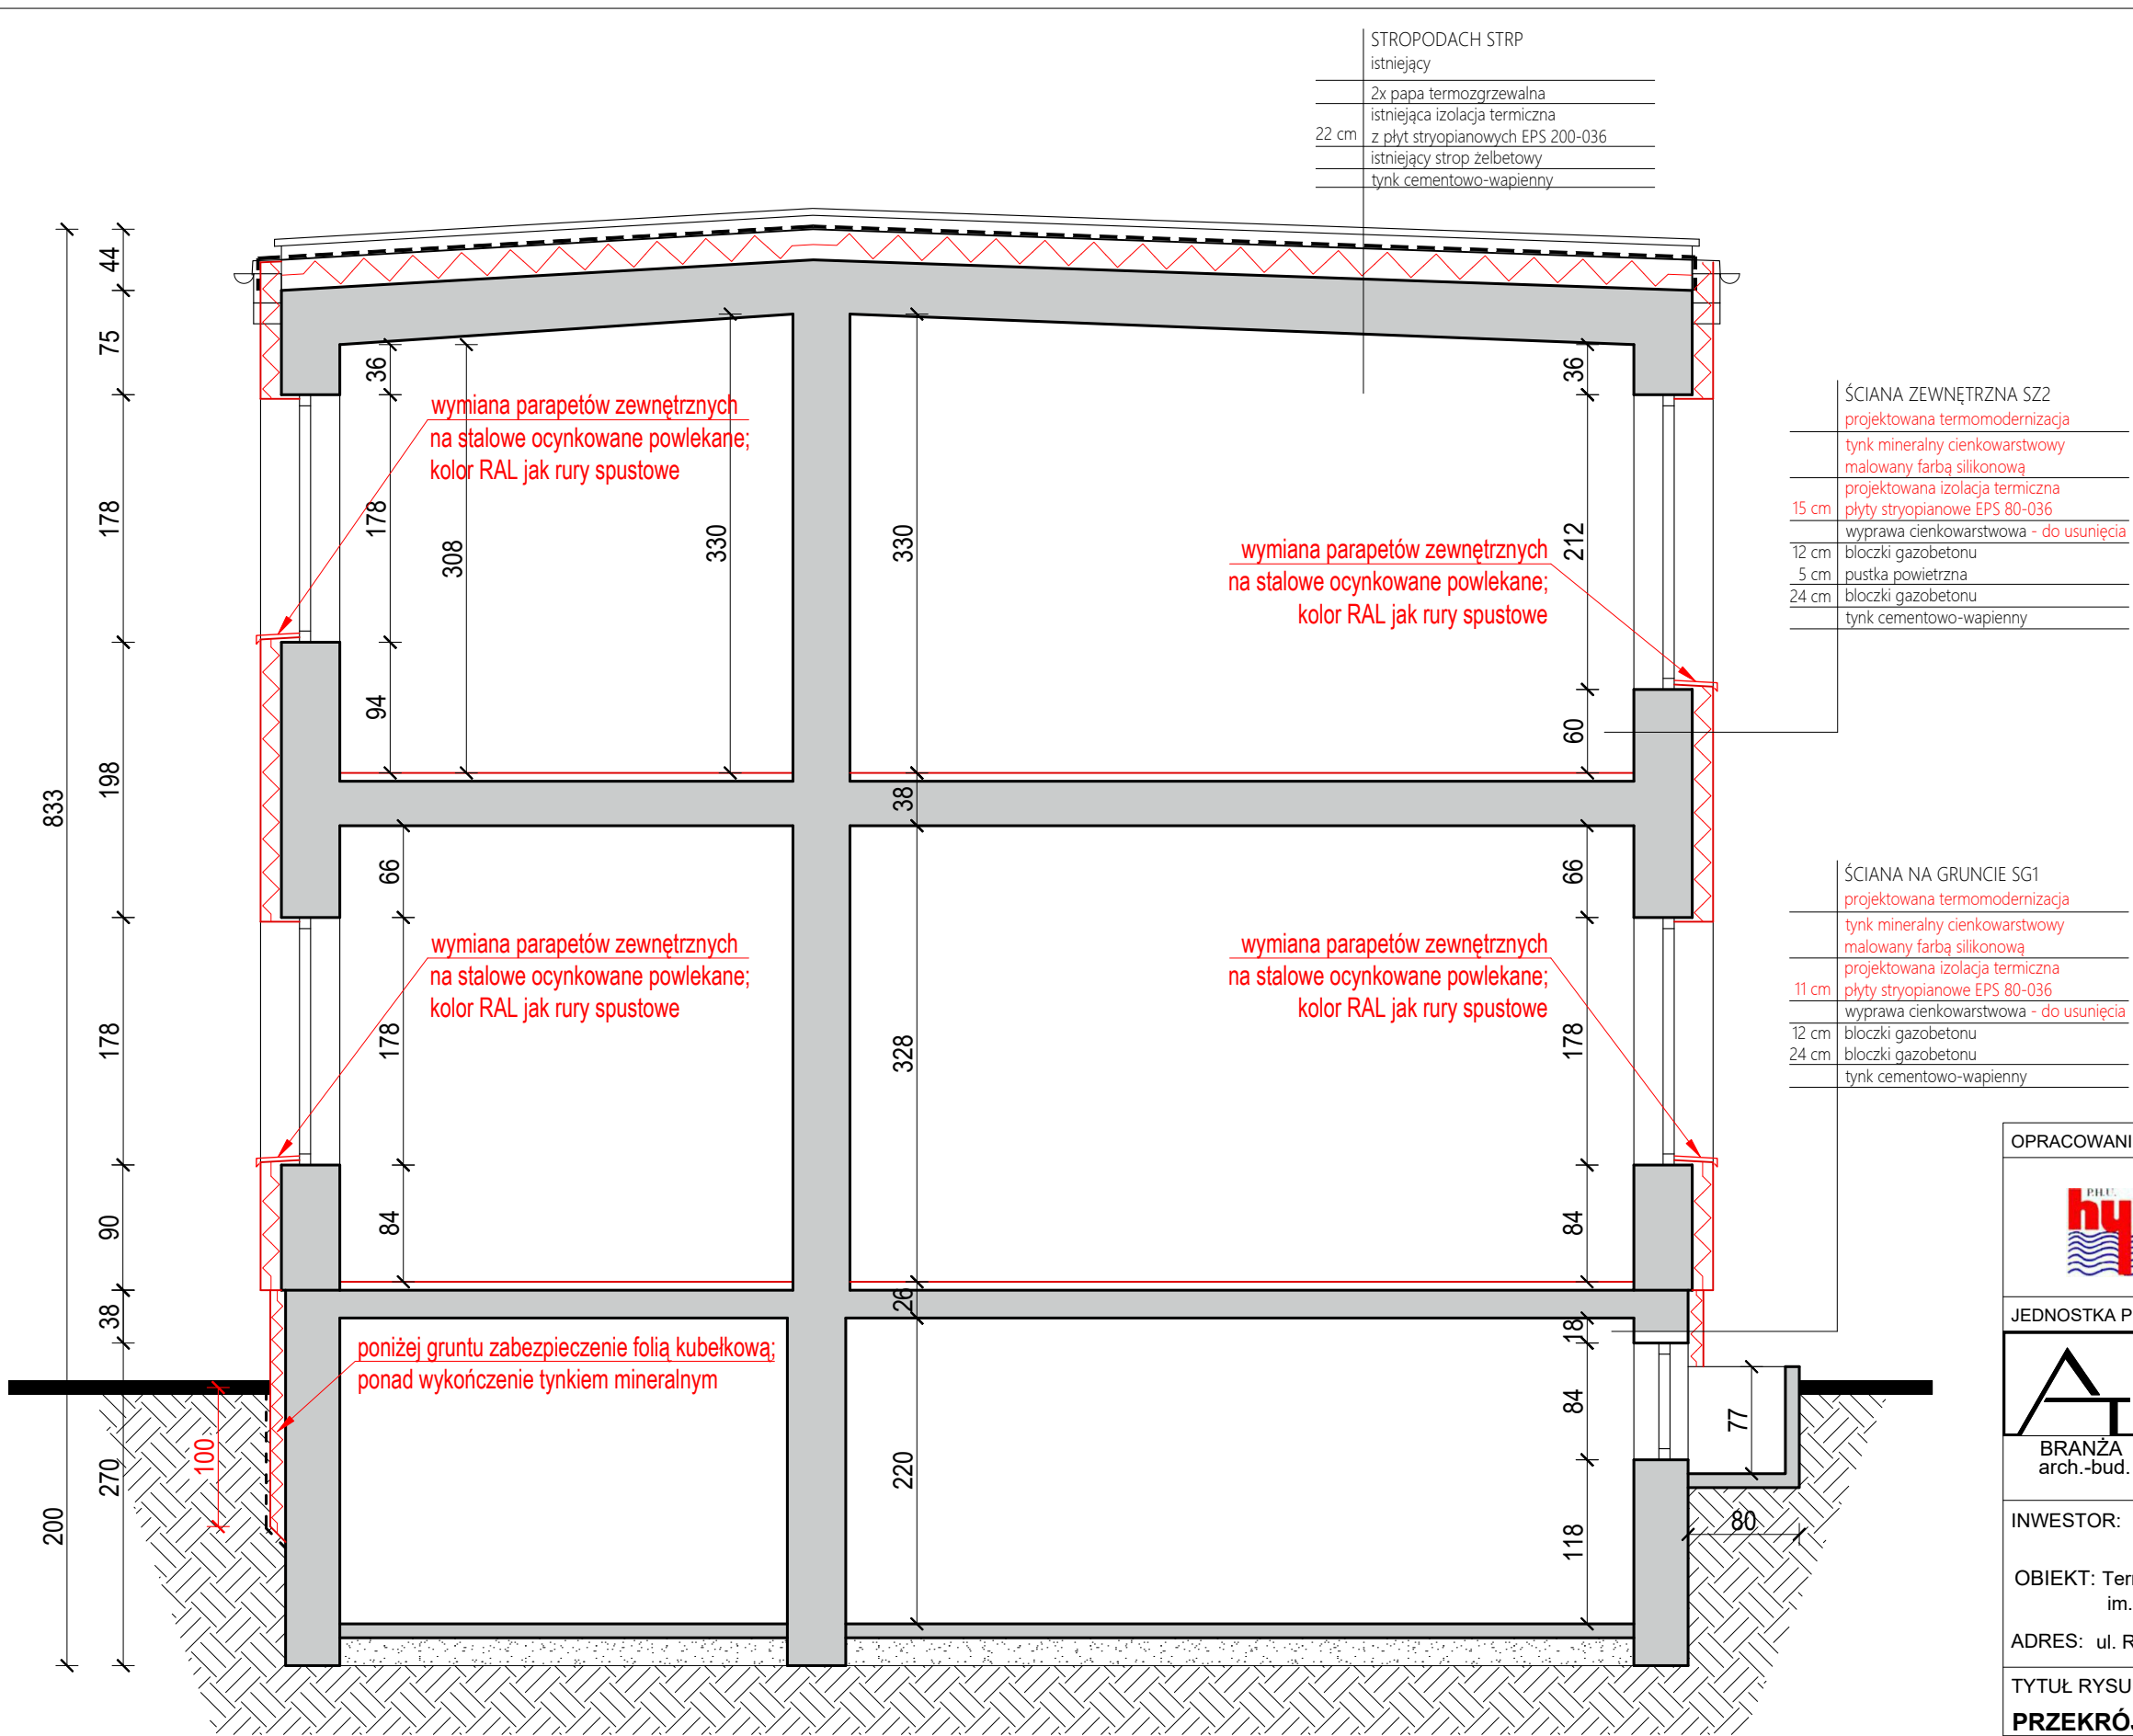 STROPODACH STRP
istniejący
2x papa termozgrzewalna
istniejąca izolacja termiczna
22 cm z płyt stryopianowych EPS 200-036
istniejący strop żelbetowy
tynk cementowo-wapienny
ŚCIANA ZEWNĘTRZNA SZ2
projektowana termomodernizacja
tynk mineralny cienkowarstwowy
malowany farbą silikonową
projektowana izolacja termiczna
15 cm płyty stryopianowe EPS 80-036
wyprawa cienkowarstwowa - do usunięcia
12 cm bloczki gazobetonu
5 cm pustka powietrzna
24 cm bloczki gazobetonu
tynk cementowo-wapienny
ŚCIANA NA GRUNCIE SG1
projektowana termomodernizacja
tynk mineralny cienkowarstwowy
malowany farbą silikonową
projektowana izolacja termiczna
11 cm płyty stryopianowe EPS 80-036
wyprawa cienkowarstwowa - do usunięcia
12 cm bloczki gazobetonu
24 cm bloczki gazobetonu
tynk cementowo-wapienny
wymiana parapetów zewnętrznych
na stalowe ocynkowane powlekane;
kolor RAL jak rury spustowe
wymiana parapetów zewnętrznych
na stalowe ocynkowane powlekane;
kolor RAL jak rury spustowe
wymiana parapetów zewnętrznych
na stalowe ocynkowane powlekane;
kolor RAL jak rury spustowe
wymiana parapetów zewnętrznych
na stalowe ocynkowane powlekane;
kolor RAL jak rury spustowe
poniżej gruntu zabezpieczenie folią kubełkową;
ponad wykończenie tynkiem mineralnym
833
200
44
75
178
198
178
90
38
270
100
36
178
94
308
330
66
178
84
330
38
328
26
220
36
212
60
66
178
84
18
84
118
77
80
OPRACOWANI
P.H.U.
hy
JEDNOSTKA P
AT
BRANŻA
arch.-bud.
INWESTOR:
OBIEKT: Ter
im.
ADRES: ul. R
TYTUŁ RYSU
PRZEKRÓJ